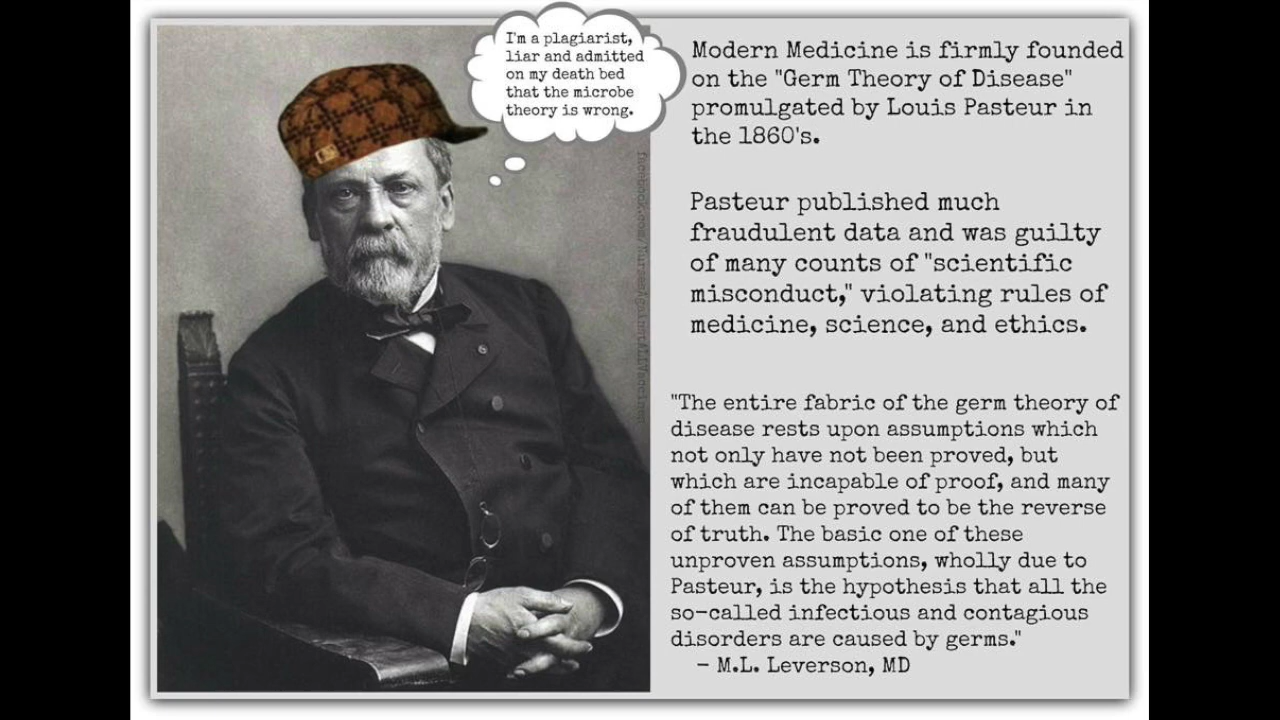 I'm a plagiarist,
liar and admitted
on my death bed
that the microbe
theory is wrong.
Modern Medicine is firmly founded
on the "Germ Theory of Disease"
promulgated by Louis Pasteur in
the 1860's.
Pasteur published much
fraudulent data and was guilty
of many counts of "scientific
misconduct," violating rules of
medicine, science, and ethics.
"The entire fabric of the germ theory of
disease rests upon assumptions which
not only have not been proved, but
which are incapable of proof, and many
of them can be proved to be the reverse
of truth. The basic one of these
unproven assumptions, wholly due to
Pasteur, is the hypothesis that all the
so-called infectious and contagious
disorders are caused by germs."
- M.L. Leverson, MD
facebook.com/NursesAgainstAllVaccines